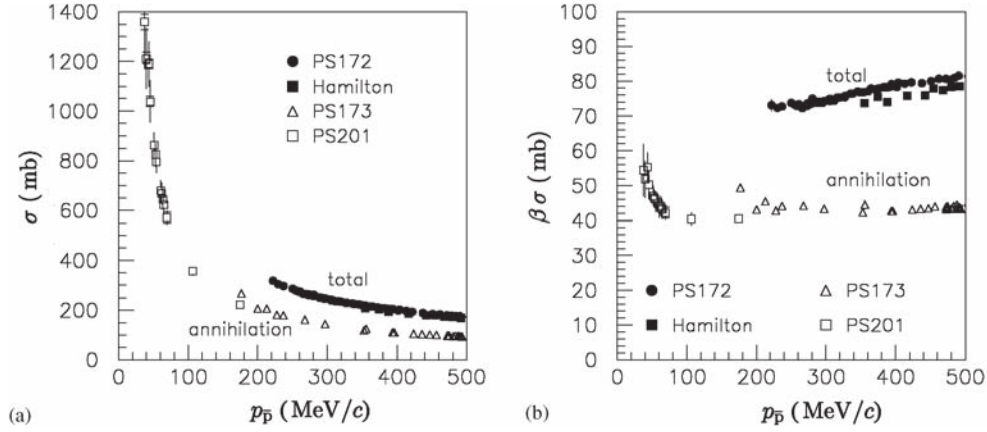 1400
1200
1000
800
600
400
200
0
σ ( mb )
● PS172
■ Hamilton
△ PS173
□ PS201
total
annihilation
0 100 200 300 400 500
p_p̄ ( MeV/c )
(a)
100
90
80
70
60
50
40
30
20
10
0
β σ ( mb )
total
annihilation
● PS172 △ PS173
■ Hamilton □ PS201
0 100 200 300 400 500
p_p̄ ( MeV/c )
(b)